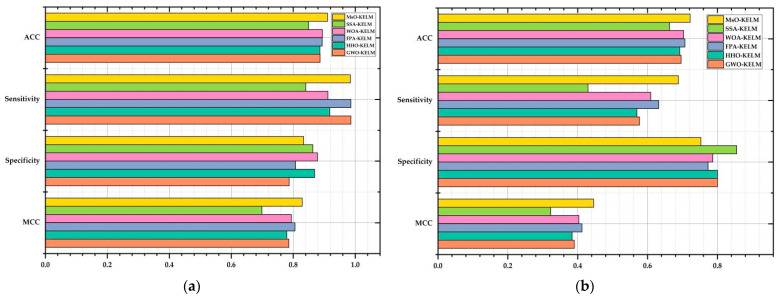 ACC
Sensitivity
Specificity
MCC
MsO-KELM
SSA-KELM
WOA-KELM
FPA-KELM
HHO-KELM
GWO-KELM
0.0 0.2 0.4 0.6 0.8 1.0
(a)
ACC
Sensitivity
Specificity
MCC
MsO-KELM
SSA-KELM
WOA-KELM
FPA-KELM
HHO-KELM
GWO-KELM
0.0 0.2 0.4 0.6 0.8
(b)